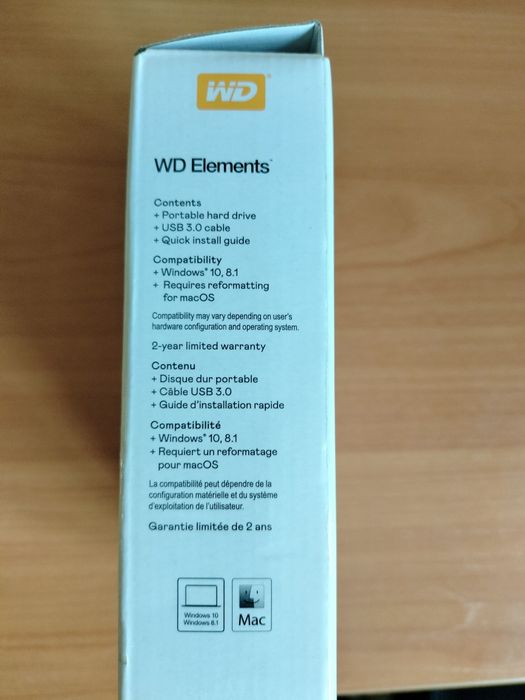 WD
WD Elements™
Contents
+ Portable hard drive
+ USB 3.0 cable
+ Quick install guide
Compatibility
+ Windows® 10, 8.1
+ Requires reformatting
for macOS
Compatibility may vary depending on user's
hardware configuration and operating system.
2-year limited warranty
Contenu
+ Disque dur portable
+ Câble USB 3.0
+ Guide d'installation rapide
Compatibilité
+ Windows® 10, 8.1
+ Requiert un reformatage
pour macOS
La compatibilité peut dépendre de la
configuration matérielle et du système
d'exploitation de l'utilisateur.
Garantie limitée de 2 ans
Windows 10
Windows 8.1
Mac